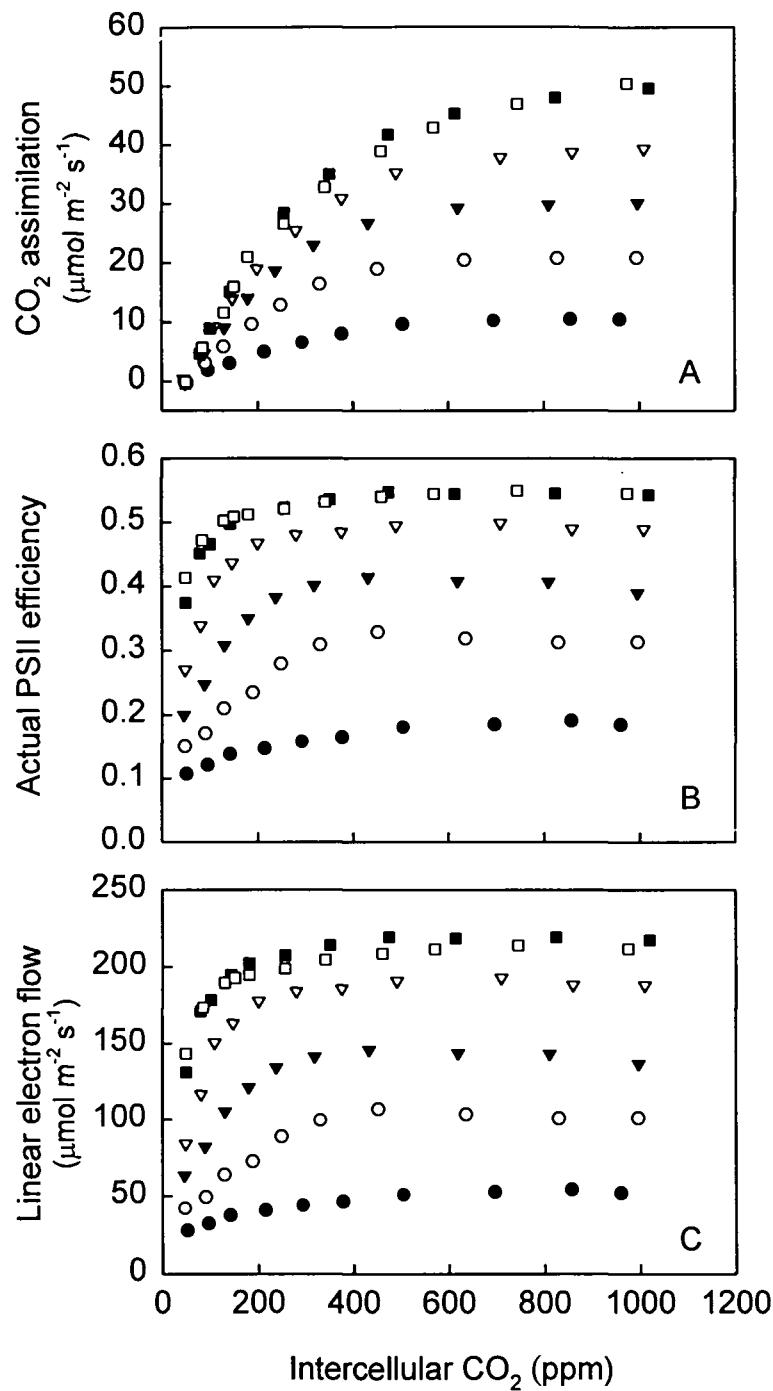 60
50
40
30
20
10
0
CO₂ assimilation
(μmol m⁻² s⁻¹)
A
0.6
0.5
0.4
0.3
0.2
0.1
0.0
Actual PSII efficiency
B
250
200
150
100
50
0
Linear electron flow
(μmol m⁻² s⁻¹)
C
0 200 400 600 800 1000 1200
Intercellular CO₂ (ppm)